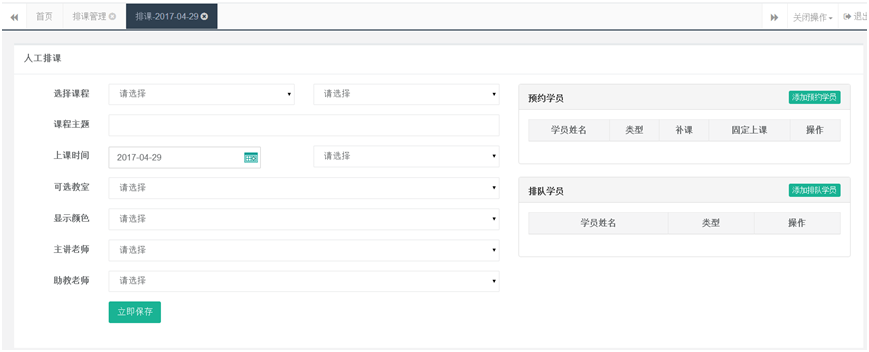 首页 排课管理 排课-2017-04-29 关闭操作 退出
人工排课
选择课程 请选择 请选择
课程主题
上课时间 2017-04-29 请选择
可选教室 请选择
显示颜色 请选择
主讲老师 请选择
助教老师 请选择
立即保存
预约学员 添加预约学员
学员姓名 类型 补课 固定上课 操作
排队学员 添加排队学员
学员姓名 类型 操作